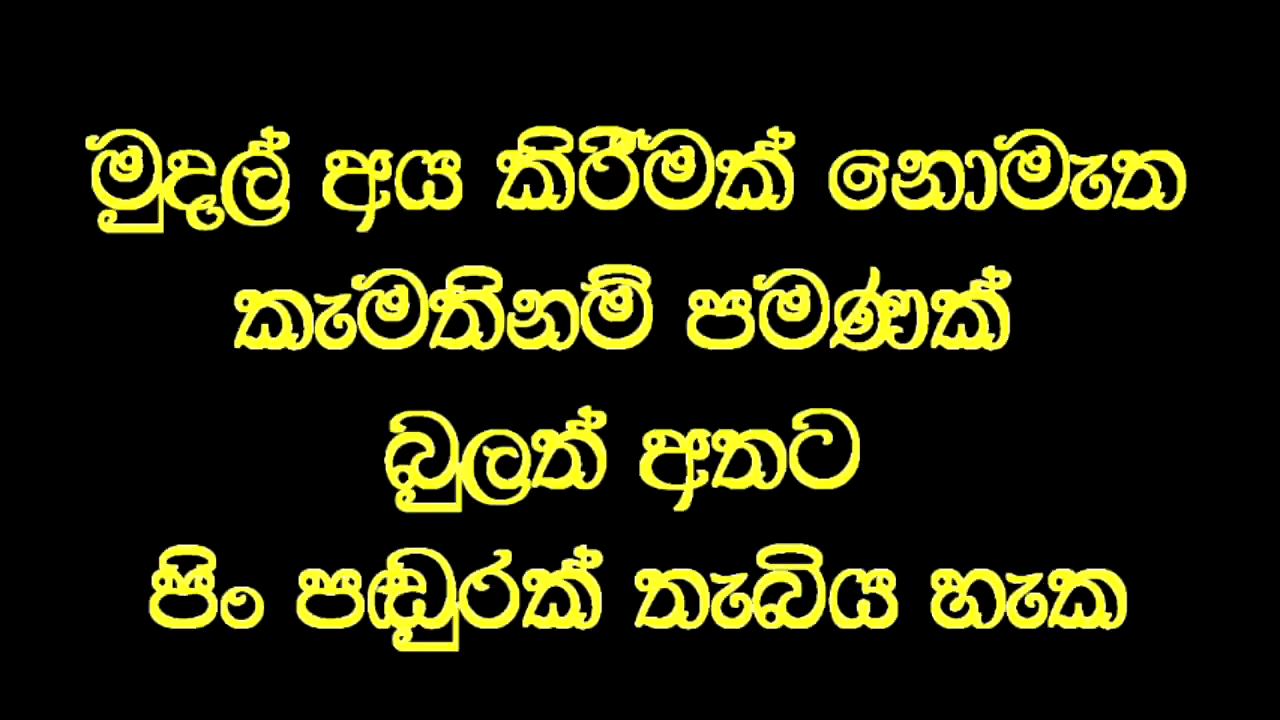 මුදල් අය කිරීමක් නොමැත
කැමතිනම් පමණක්
බුලත් අතට
පිං පඬුරක් තැබිය හැක